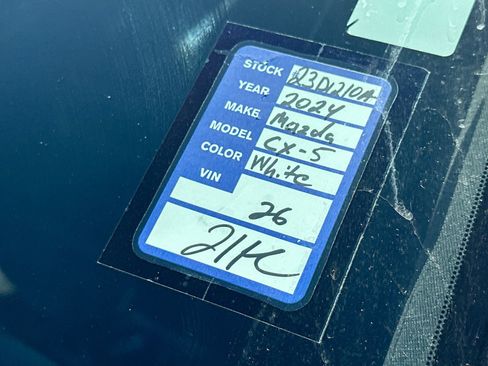 STOCK 23D1210A
YEAR 2024
MAKE Mazda
MODEL CX-5
COLOR White
VIN
26
21K